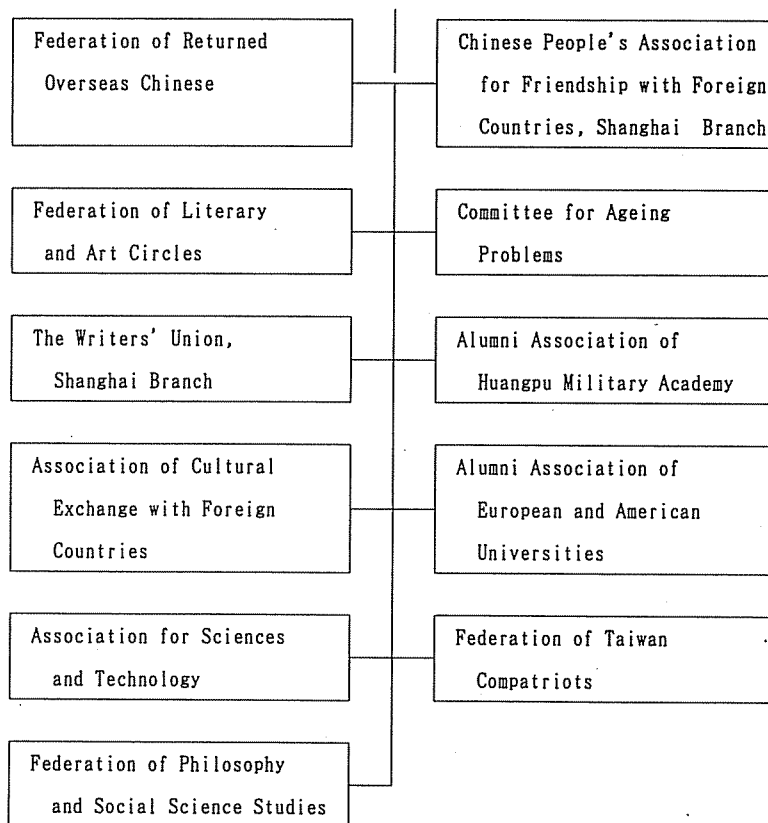 Federation of Returned
Overseas Chinese
Chinese People's Association
for Friendship with Foreign
Countries, Shanghai Branch
Federation of Literary
and Art Circles
Committee for Ageing
Problems
The Writers' Union,
Shanghai Branch
Alumni Association of
Huangpu Military Academy
Association of Cultural
Exchange with Foreign
Countries
Alumni Association of
European and American
Universities
Association for Sciences
and Technology
Federation of Taiwan
Compatriots
Federation of Philosophy
and Social Science Studies